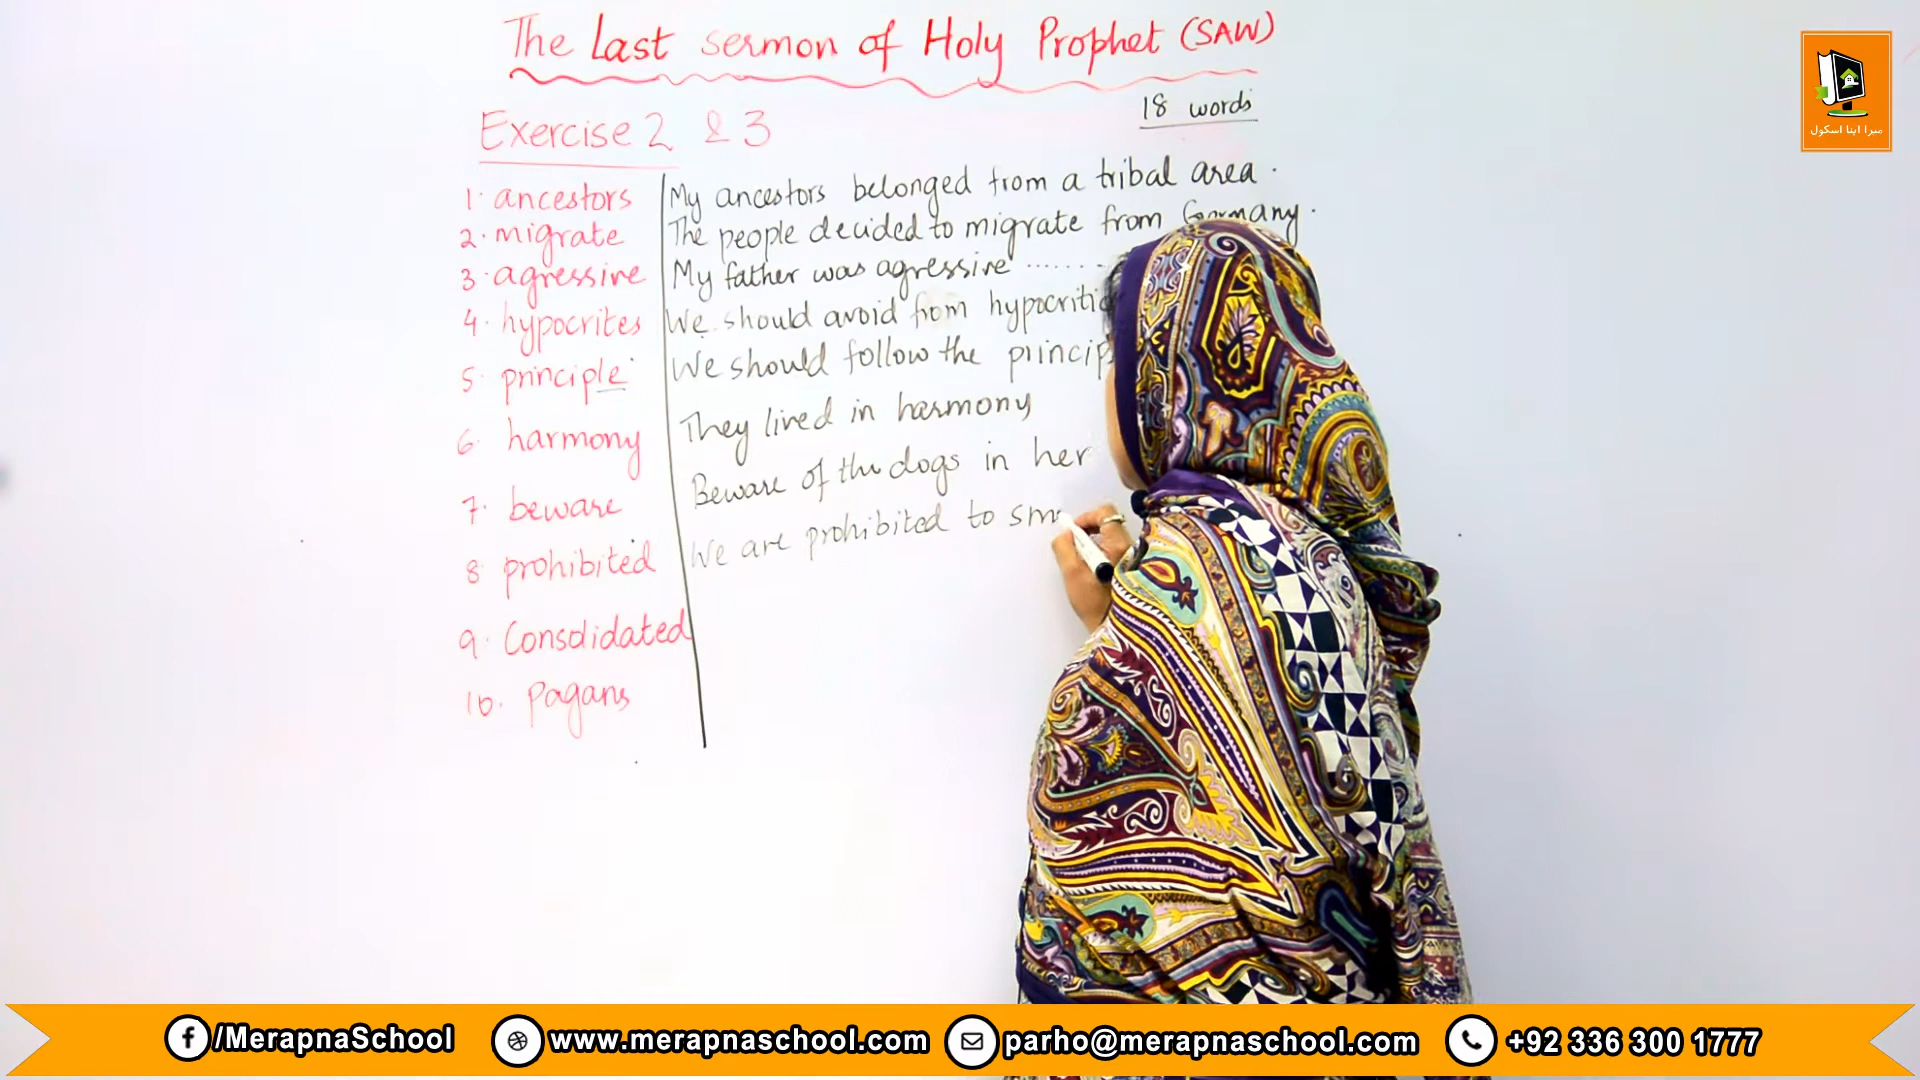 The Last sermon of Holy Prophet (SAW)
18 words
Exercise 2 & 3
1. ancestors My ancestors belonged from a tribal area.
2. migrate The people decided to migrate from Germany.
3. agressive My father was agressive ........
4. hypocrites We should avoid from
5. principle We should follow the
6. harmony They lived in harmony
7. beware Beware of the dogs in her
8. prohibited We are prohibited to
9. Consolidated
10. Pagans
میرا اپنا اسکول
/MerapnaSchool
www.merapnaschool.com
parho@merapnaschool.com
+92 336 300 1777